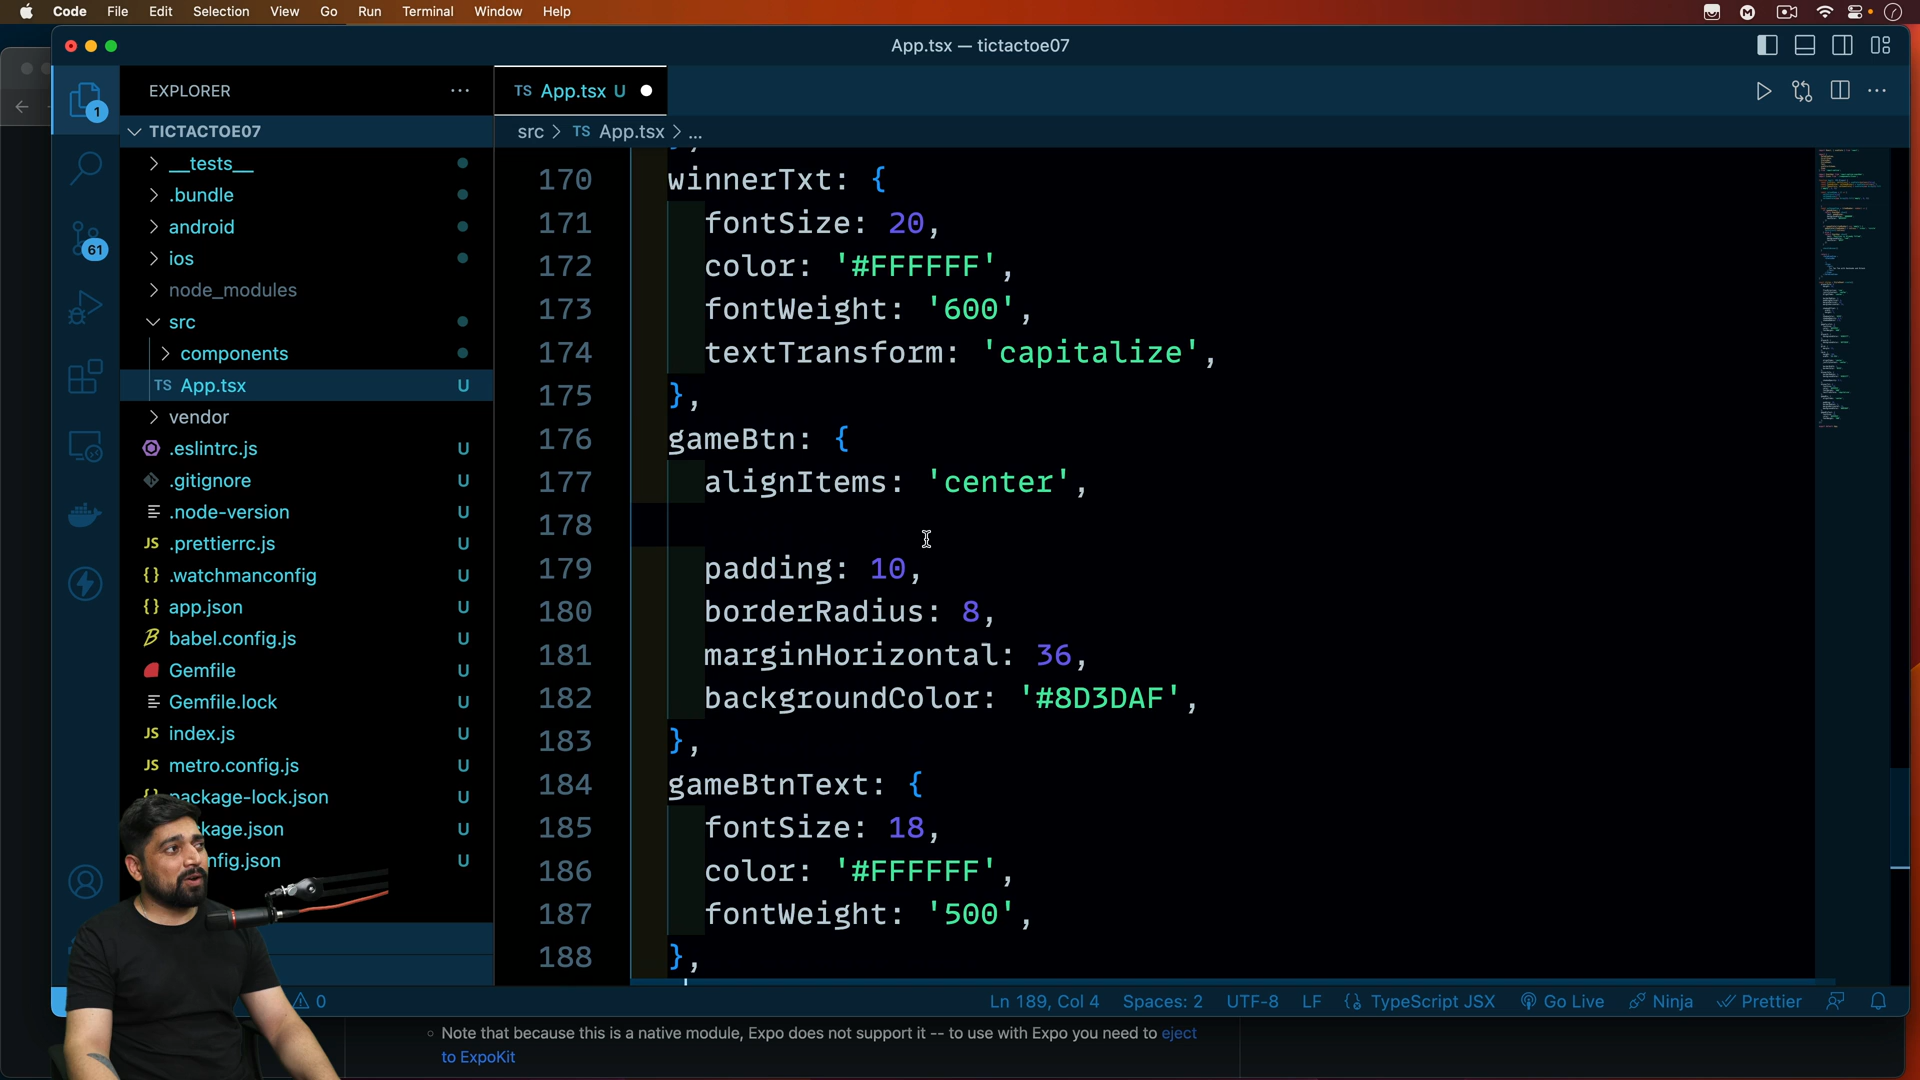 Code File Edit Selection View Go Run Terminal Window Help
App.tsx — tictactoe07
EXPLORER
TS App.tsx U
1
TICTACTOE07
src > TS App.tsx > ...
__tests__
.bundle
android
61
ios
node_modules
src
components
TS App.tsx U
vendor
.eslintrc.js U
.gitignore U
.node-version U
JS .prettierrc.js U
{} .watchmanconfig U
{} app.json U
babel.config.js U
Gemfile U
Gemfile.lock U
JS index.js U
JS metro.config.js U
package-lock.json U
kage.json U
nfig.json U
170 winnerTxt: {
171 fontSize: 20,
172 color: '#FFFFFF',
173 fontWeight: '600',
174 textTransform: 'capitalize',
175 },
176 gameBtn: {
177 alignItems: 'center',
178
179 padding: 10,
180 borderRadius: 8,
181 marginHorizontal: 36,
182 backgroundColor: '#8D3DAF',
183 },
184 gameBtnText: {
185 fontSize: 18,
186 color: '#FFFFFF',
187 fontWeight: '500',
188 },
0 Ln 189, Col 4 Spaces: 2 UTF-8 LF TypeScript JSX Go Live Ninja Prettier
Note that because this is a native module, Expo does not support it -- to use with Expo you need to eject
to ExpoKit